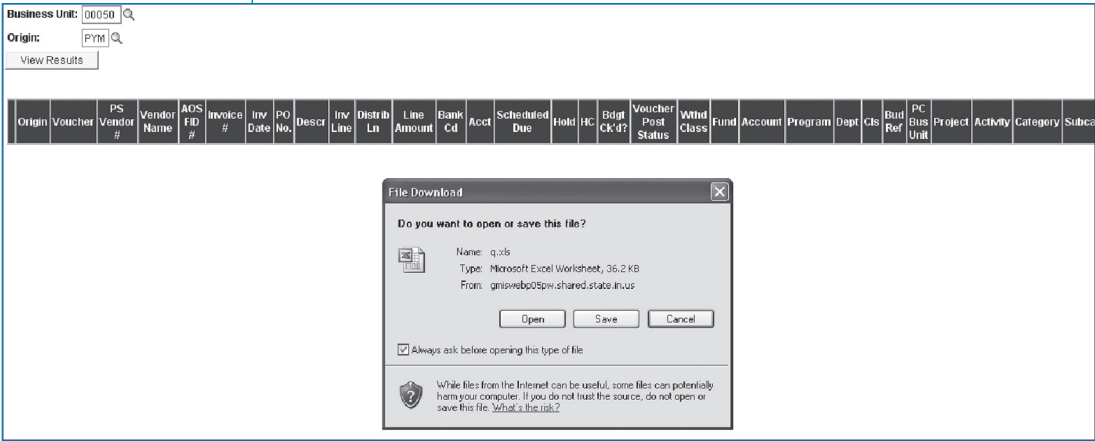 Business Unit: 00050
Origin: PYM
View Results
Origin Voucher PS Vendor # Vendor Name AOS FID # Invoice # Inv Date PO No. Descr Inv Line Distrib Ln Line Amount Bank Cd Acct Scheduled Due Hold HC Bdgt Ck'd? Voucher Post Status Wthd Class Fund Account Program Dept Cls Bud Ref PC Bus Unit Project Activity Category Subca
File Download
Do you want to open or save this file?
Name: q.xls
Type: Microsoft Excel Worksheet, 36.2 KB
From: gmiswebp05pw.shared.state.in.us
Open Save Cancel
Always ask before opening this type of file
While files from the Internet can be useful, some files can potentially
harm your computer. If you do not trust the source, do not open or
save this file. What's the risk?